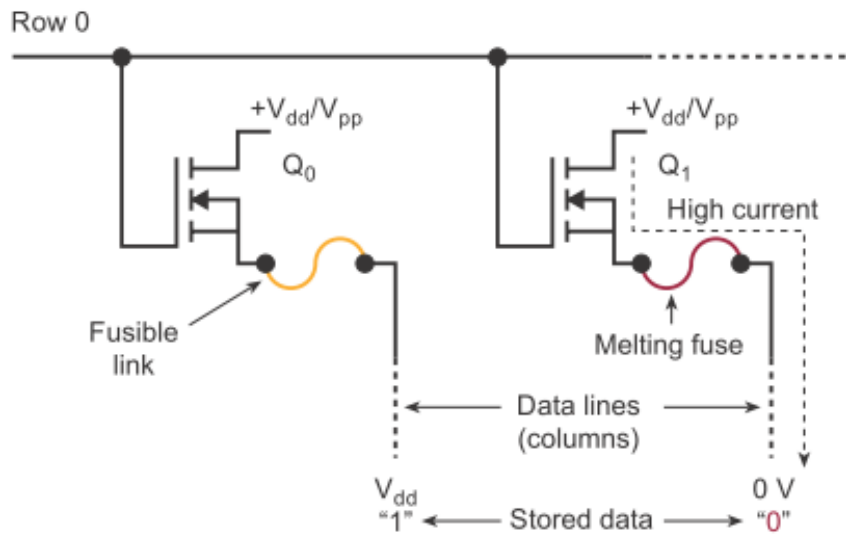 Row 0
+Vdd/Vpp
+Vdd/Vpp
Q0
Q1
High current
Fusible
link
Melting fuse
Data lines
(columns)
Vdd
0 V
"1"
Stored data
"0"